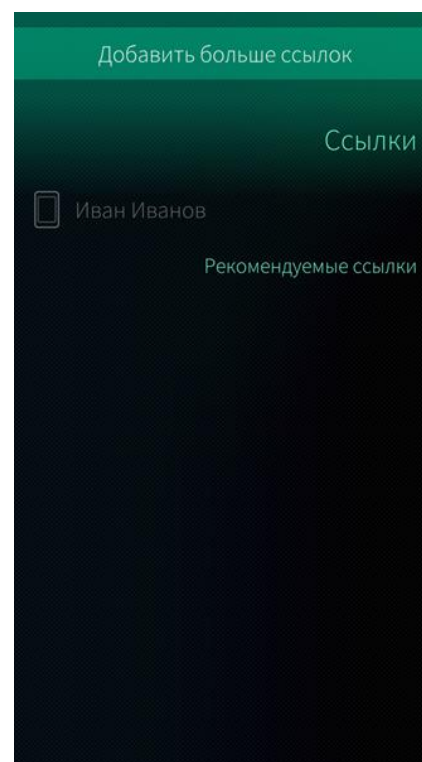 Добавить больше ссылок
Ссылки
Иван Иванов
Рекомендуемые ссылки